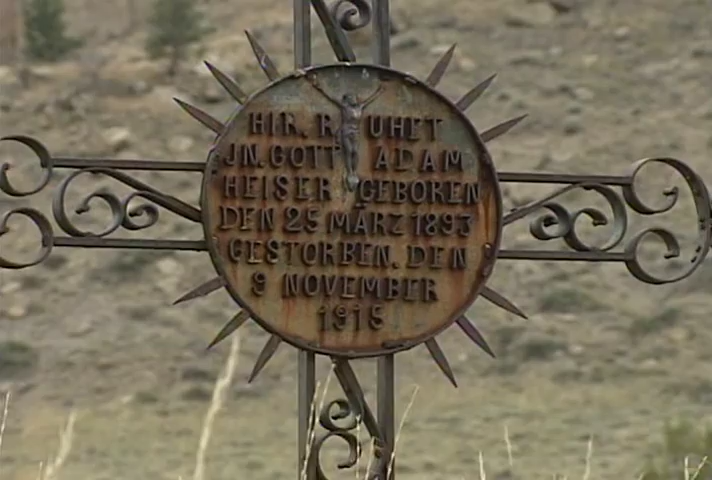 HIR. RUHET
JN. GOTT ADAM
HEISER GEBOREN
DEN 25 MÄRZ 1893
GESTORBEN. DEN
9 NOVEMBER
1915